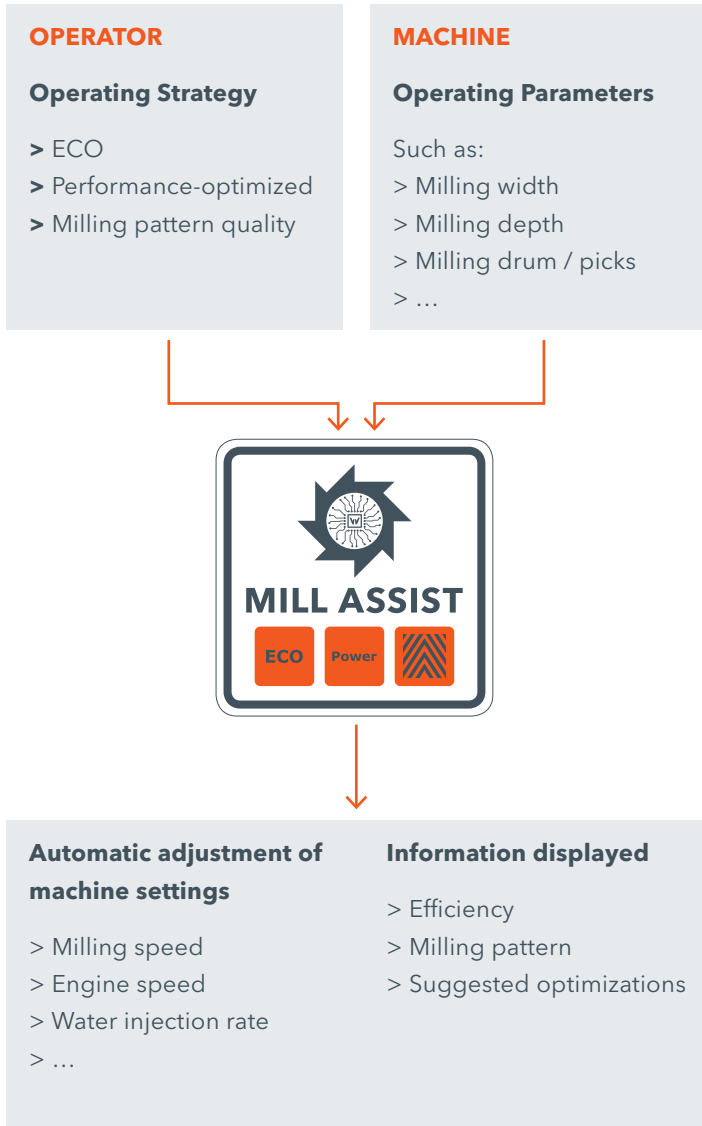 OPERATOR
Operating Strategy
> ECO
> Performance-optimized
> Milling pattern quality
MACHINE
Operating Parameters
Such as:
> Milling width
> Milling depth
> Milling drum / picks
> …
W
MILL ASSIST
ECO
Power
Automatic adjustment of
machine settings
> Milling speed
> Engine speed
> Water injection rate
> …
Information displayed
> Efficiency
> Milling pattern
> Suggested optimizations